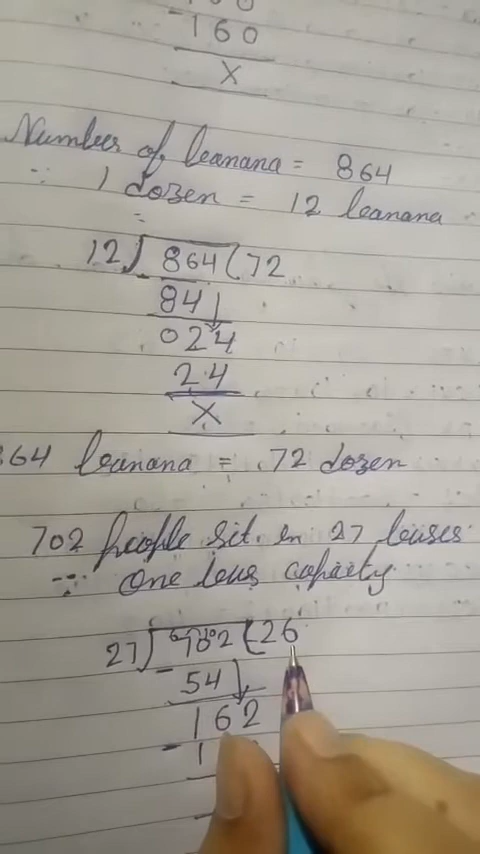 160
X
Number of banana = 864
∵ 1 dozen = 12 banana
12) 864 (72
84↓
024
24
X
864 banana = 72 dozen
702 people sit in 27 buses
∵ One bus capacity
27) 702 (26
- 54↓
162
- 1